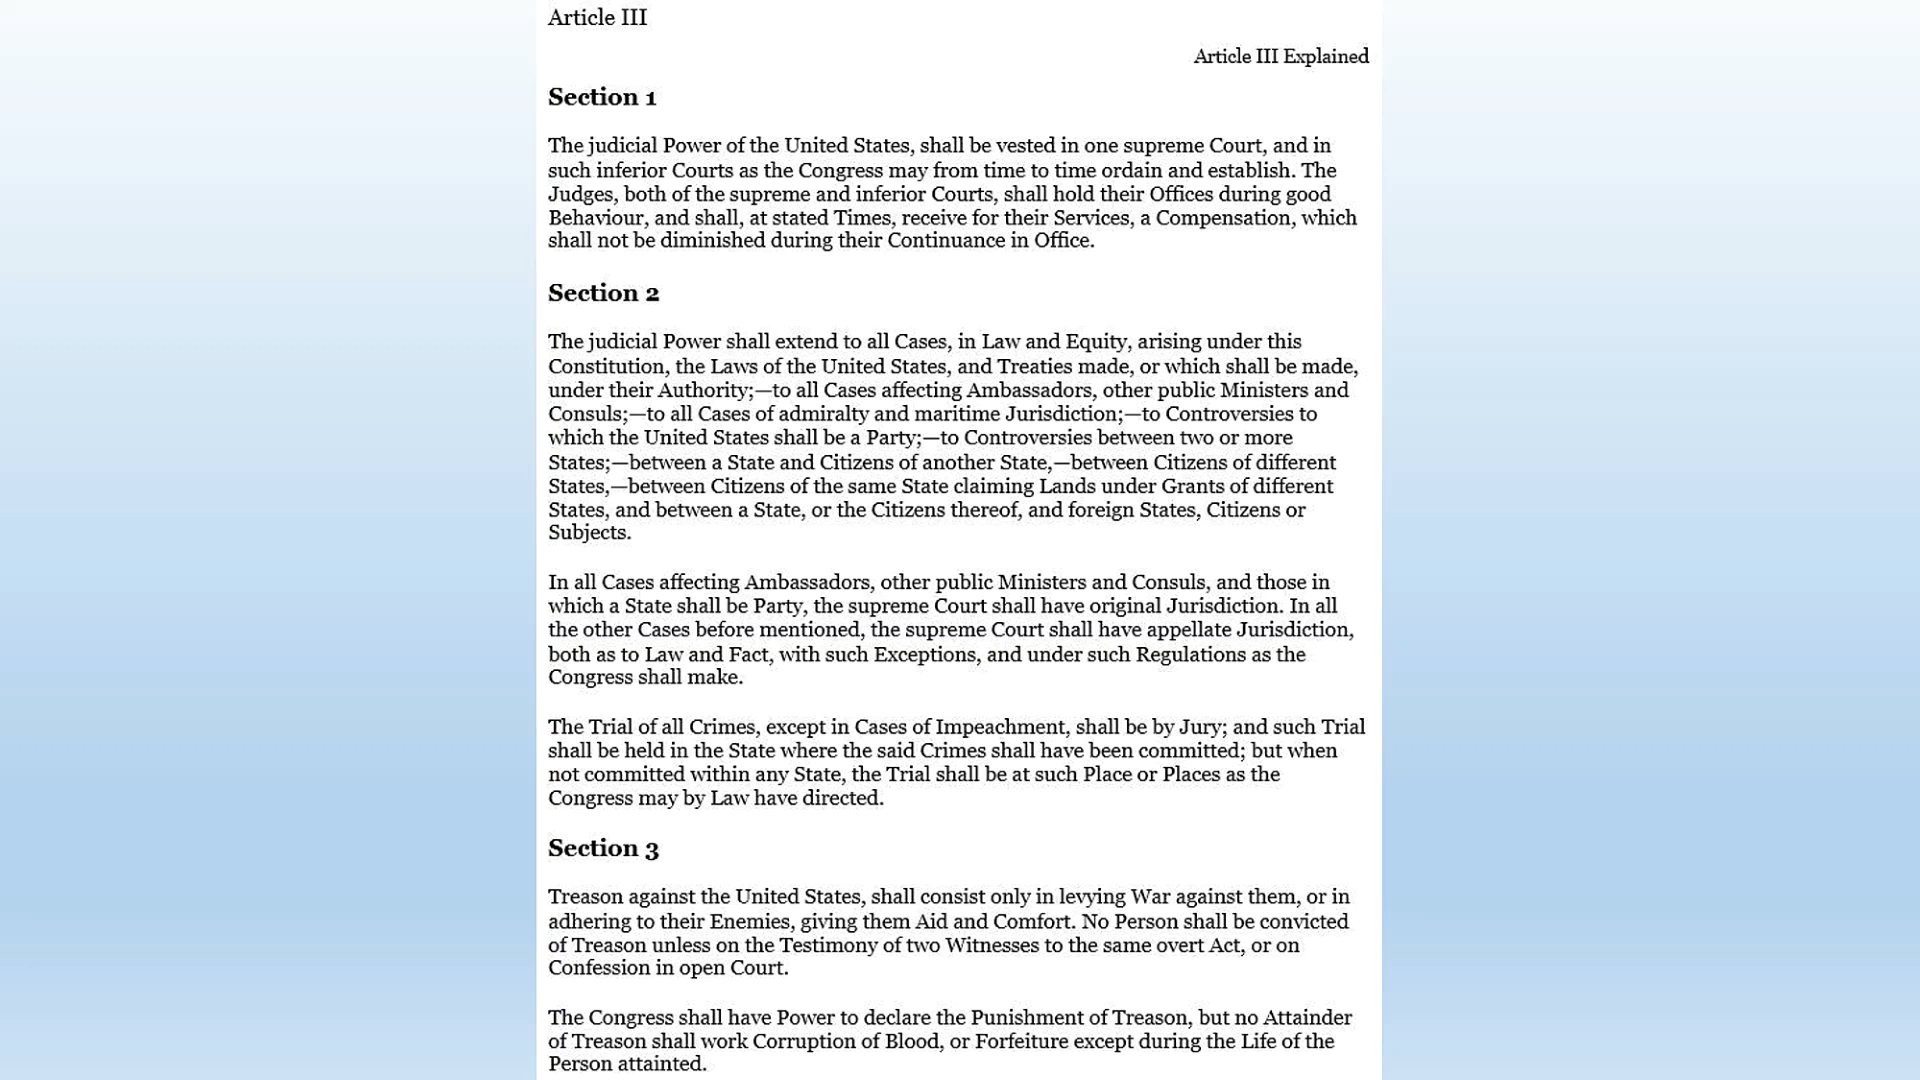 Article III
Article III Explained
Section 1
The judicial Power of the United States, shall be vested in one supreme Court, and in
such inferior Courts as the Congress may from time to time ordain and establish. The
Judges, both of the supreme and inferior Courts, shall hold their Offices during good
Behaviour, and shall, at stated Times, receive for their Services, a Compensation, which
shall not be diminished during their Continuance in Office.
Section 2
The judicial Power shall extend to all Cases, in Law and Equity, arising under this
Constitution, the Laws of the United States, and Treaties made, or which shall be made,
under their Authority;—to all Cases affecting Ambassadors, other public Ministers and
Consuls;—to all Cases of admiralty and maritime Jurisdiction;—to Controversies to
which the United States shall be a Party;—to Controversies between two or more
States;—between a State and Citizens of another State,—between Citizens of different
States,—between Citizens of the same State claiming Lands under Grants of different
States, and between a State, or the Citizens thereof, and foreign States, Citizens or
Subjects.
In all Cases affecting Ambassadors, other public Ministers and Consuls, and those in
which a State shall be Party, the supreme Court shall have original Jurisdiction. In all
the other Cases before mentioned, the supreme Court shall have appellate Jurisdiction,
both as to Law and Fact, with such Exceptions, and under such Regulations as the
Congress shall make.
The Trial of all Crimes, except in Cases of Impeachment, shall be by Jury; and such Trial
shall be held in the State where the said Crimes shall have been committed; but when
not committed within any State, the Trial shall be at such Place or Places as the
Congress may by Law have directed.
Section 3
Treason against the United States, shall consist only in levying War against them, or in
adhering to their Enemies, giving them Aid and Comfort. No Person shall be convicted
of Treason unless on the Testimony of two Witnesses to the same overt Act, or on
Confession in open Court.
The Congress shall have Power to declare the Punishment of Treason, but no Attainder
of Treason shall work Corruption of Blood, or Forfeiture except during the Life of the
Person attainted.